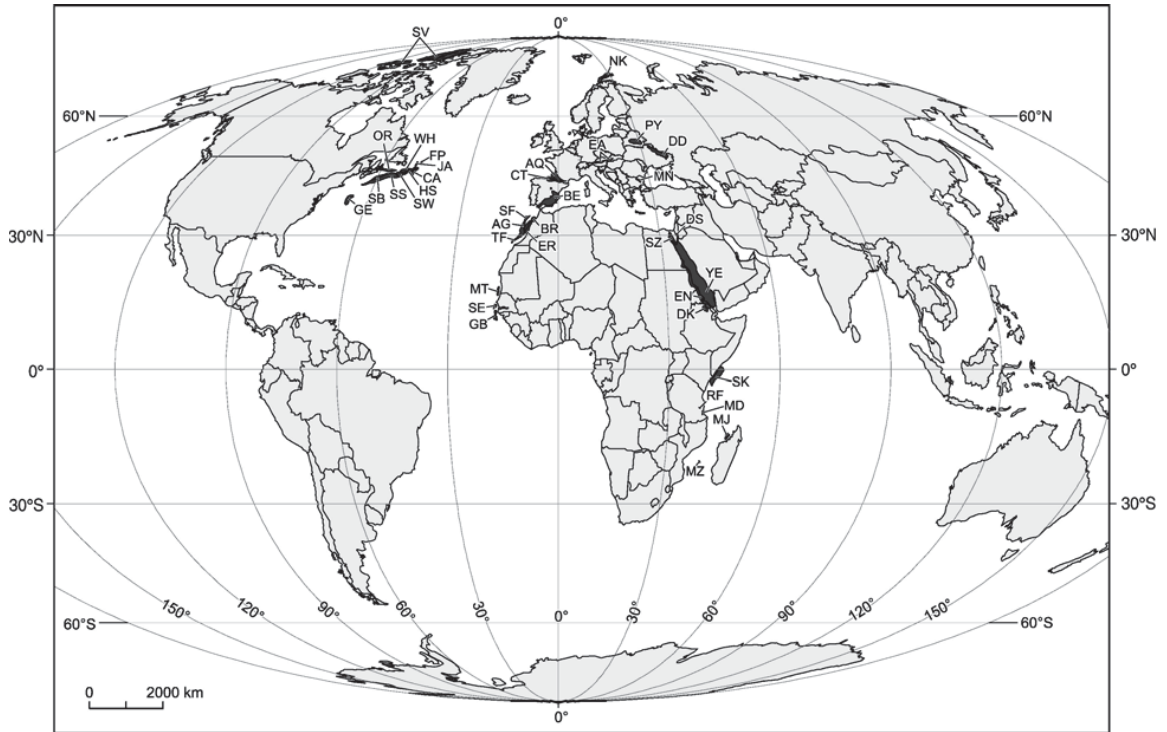 0°
SV
NK
60°N
60°N
PY
OR
WH
DD
EA
FP
AQ
JA
CT
CA
MN
HS
BE
SB
SS
SW
GE
SF
DS
AG
BR
30°N
TF
SZ
30°N
ER
YE
MT
EN
SE
DK
GB
0°
0°
SK
RF
MD
MJ
MZ
30°S
30°S
150°
120°
90°
60°
30°
0°
30°
60°
90°
120°
150°
60°S
60°S
0 2000 km
0°